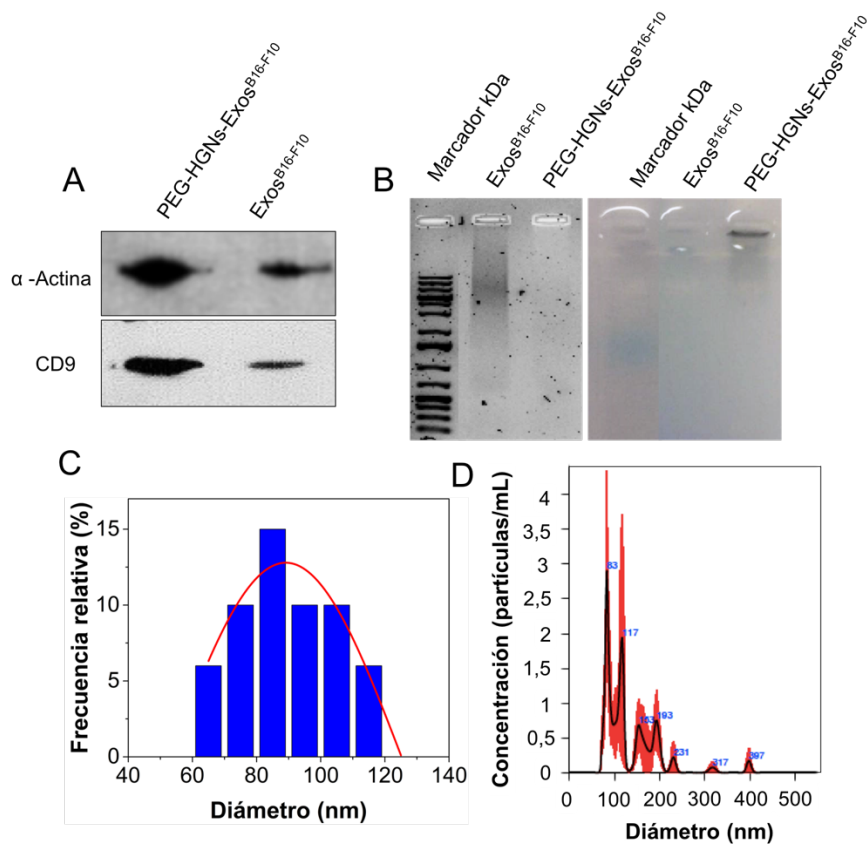 A
PEG-HGNs-Exos^B16-F10
Exos^B16-F10
α -Actina
CD9
B
Marcador kDa
Exos^B16-F10
PEG-HGNs-Exos^B16-F10
Marcador kDa
Exos^B16-F10
PEG-HGNs-Exos^B16-F10
C
Frecuencia relativa (%)
15
10
5
0
40
60
80
100
120
140
Diámetro (nm)
D
Concentración (partículas/mL)
4
3,5
3
2,5
2
1,5
1
0,5
0
83
117
193
231
317
397
0
100
200
300
400
500
Diámetro (nm)